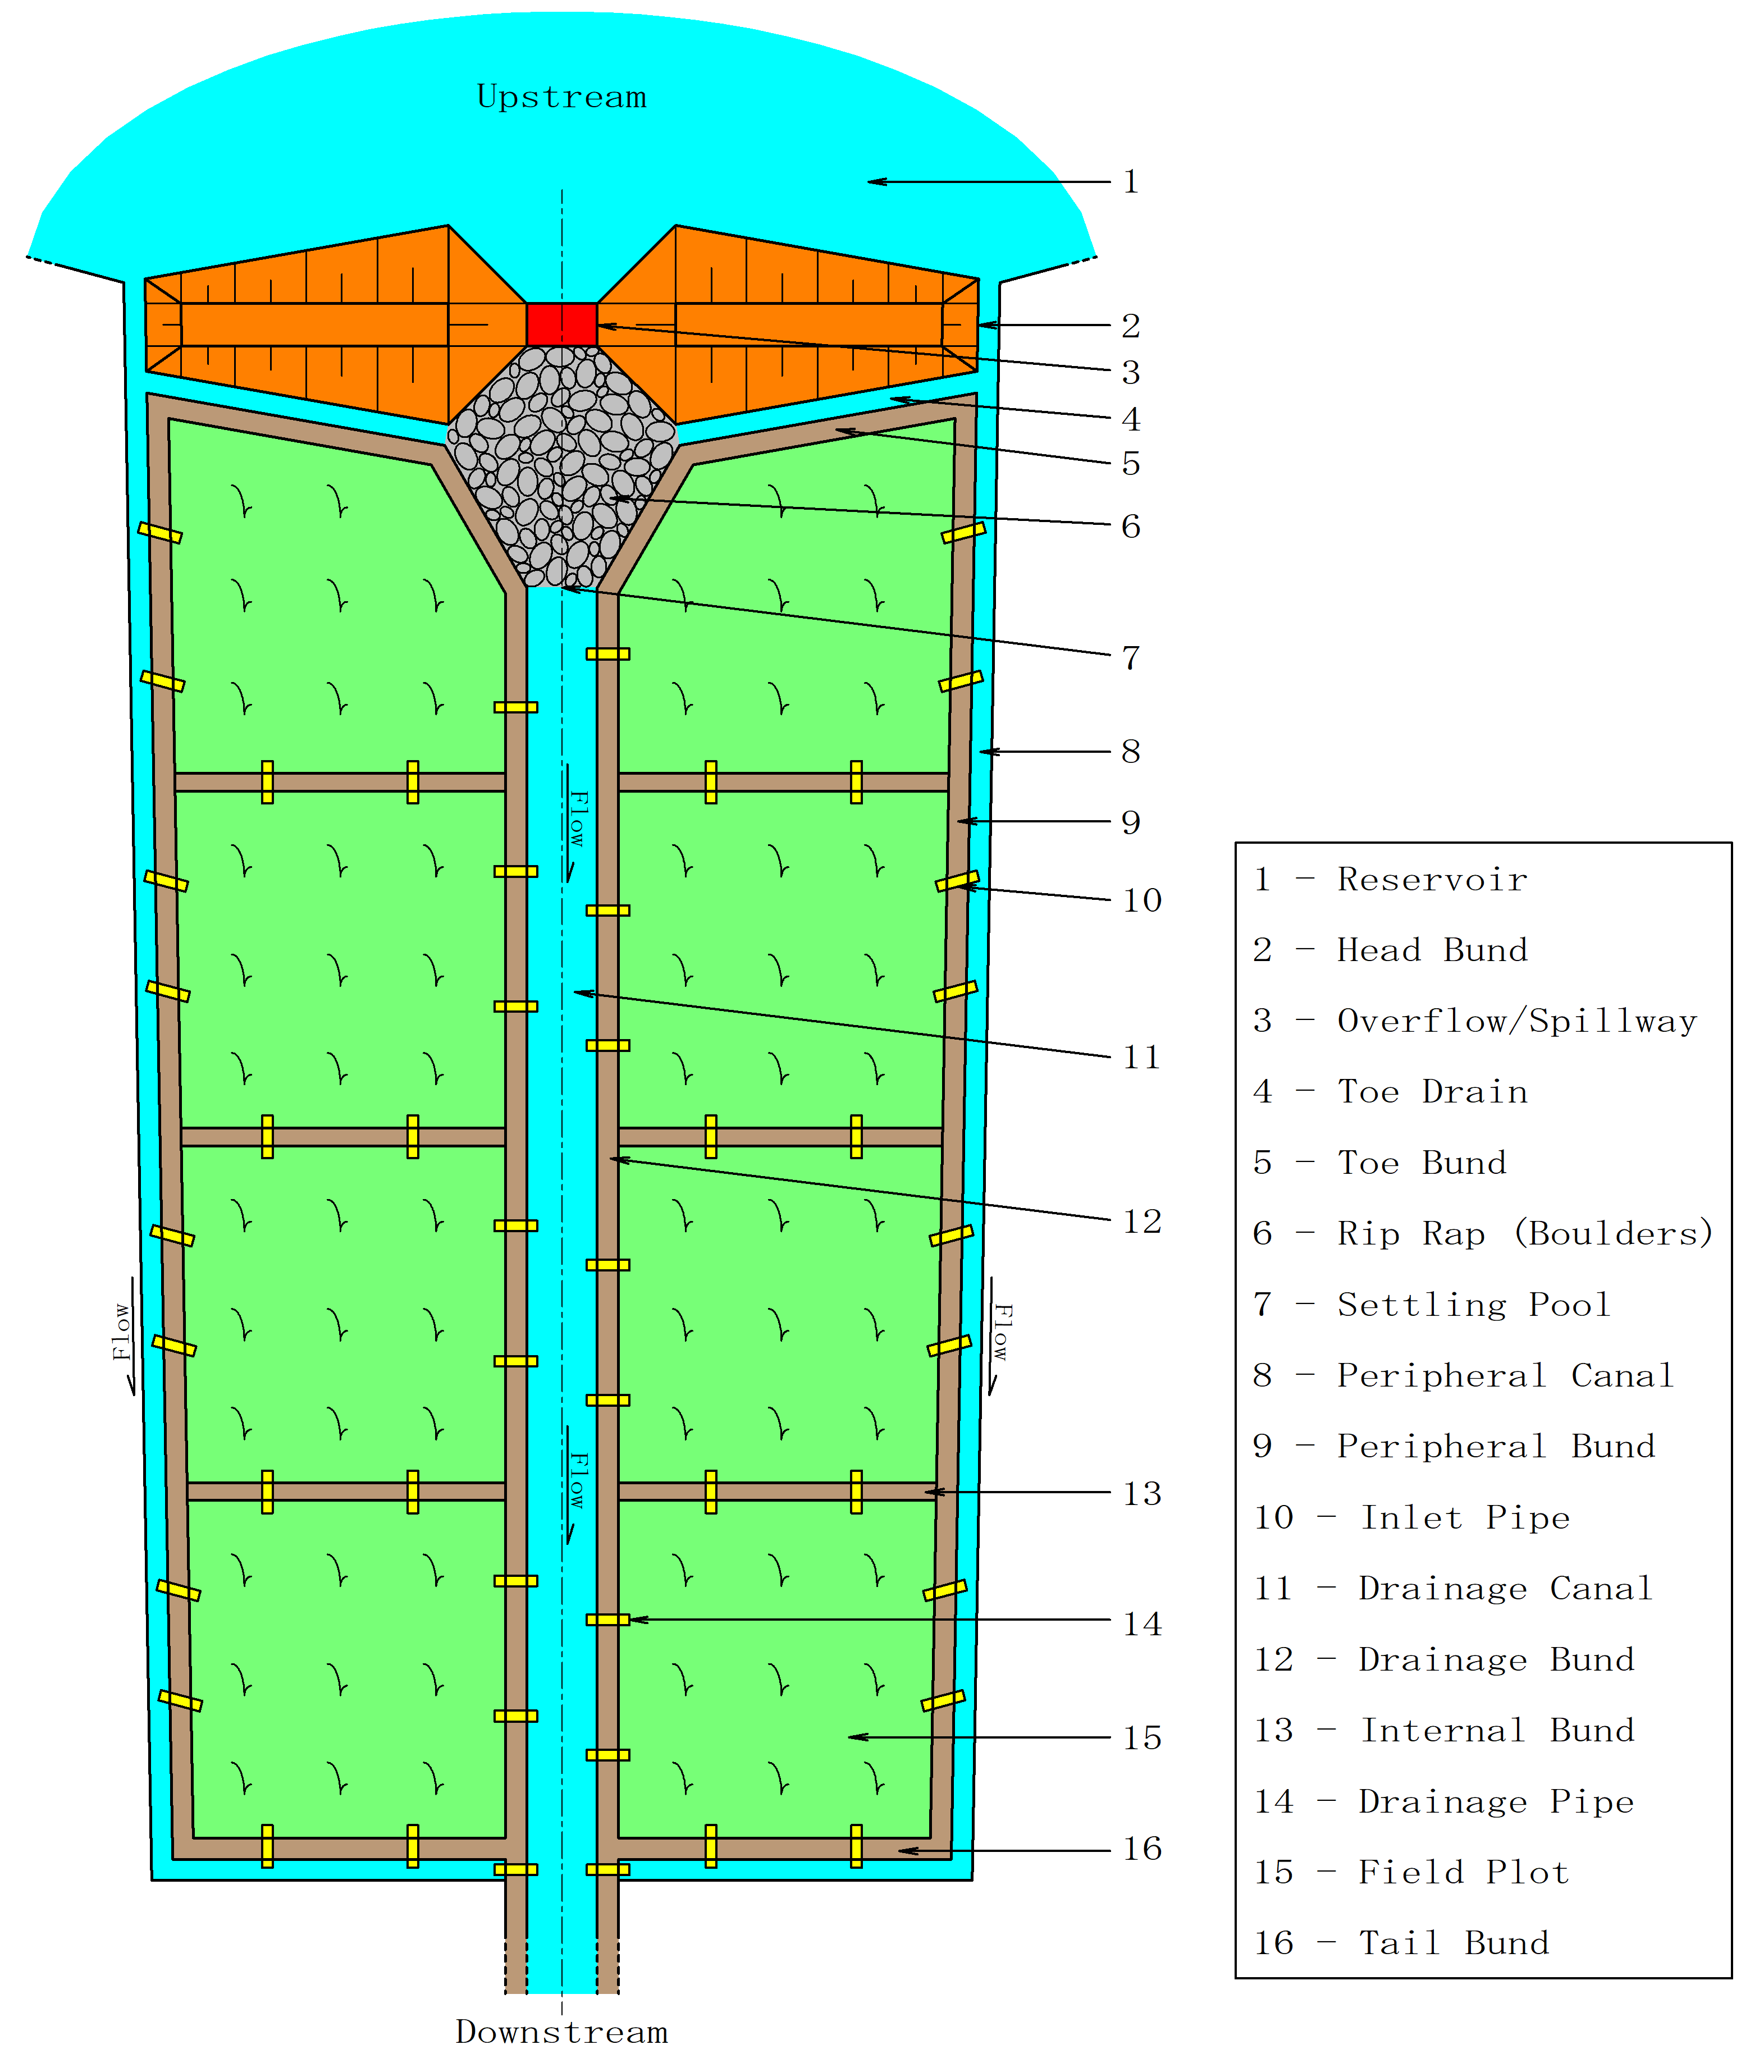 Upstream
1
2
3
4
5
6
7
8
9
10
11
12
13
14
15
16
Flow
Flow
Flow
Flow
Downstream
1 - Reservoir
2 - Head Bund
3 - Overflow/Spillway
4 - Toe Drain
5 - Toe Bund
6 - Rip Rap (Boulders)
7 - Settling Pool
8 - Peripheral Canal
9 - Peripheral Bund
10 - Inlet Pipe
11 - Drainage Canal
12 - Drainage Bund
13 - Internal Bund
14 - Drainage Pipe
15 - Field Plot
16 - Tail Bund